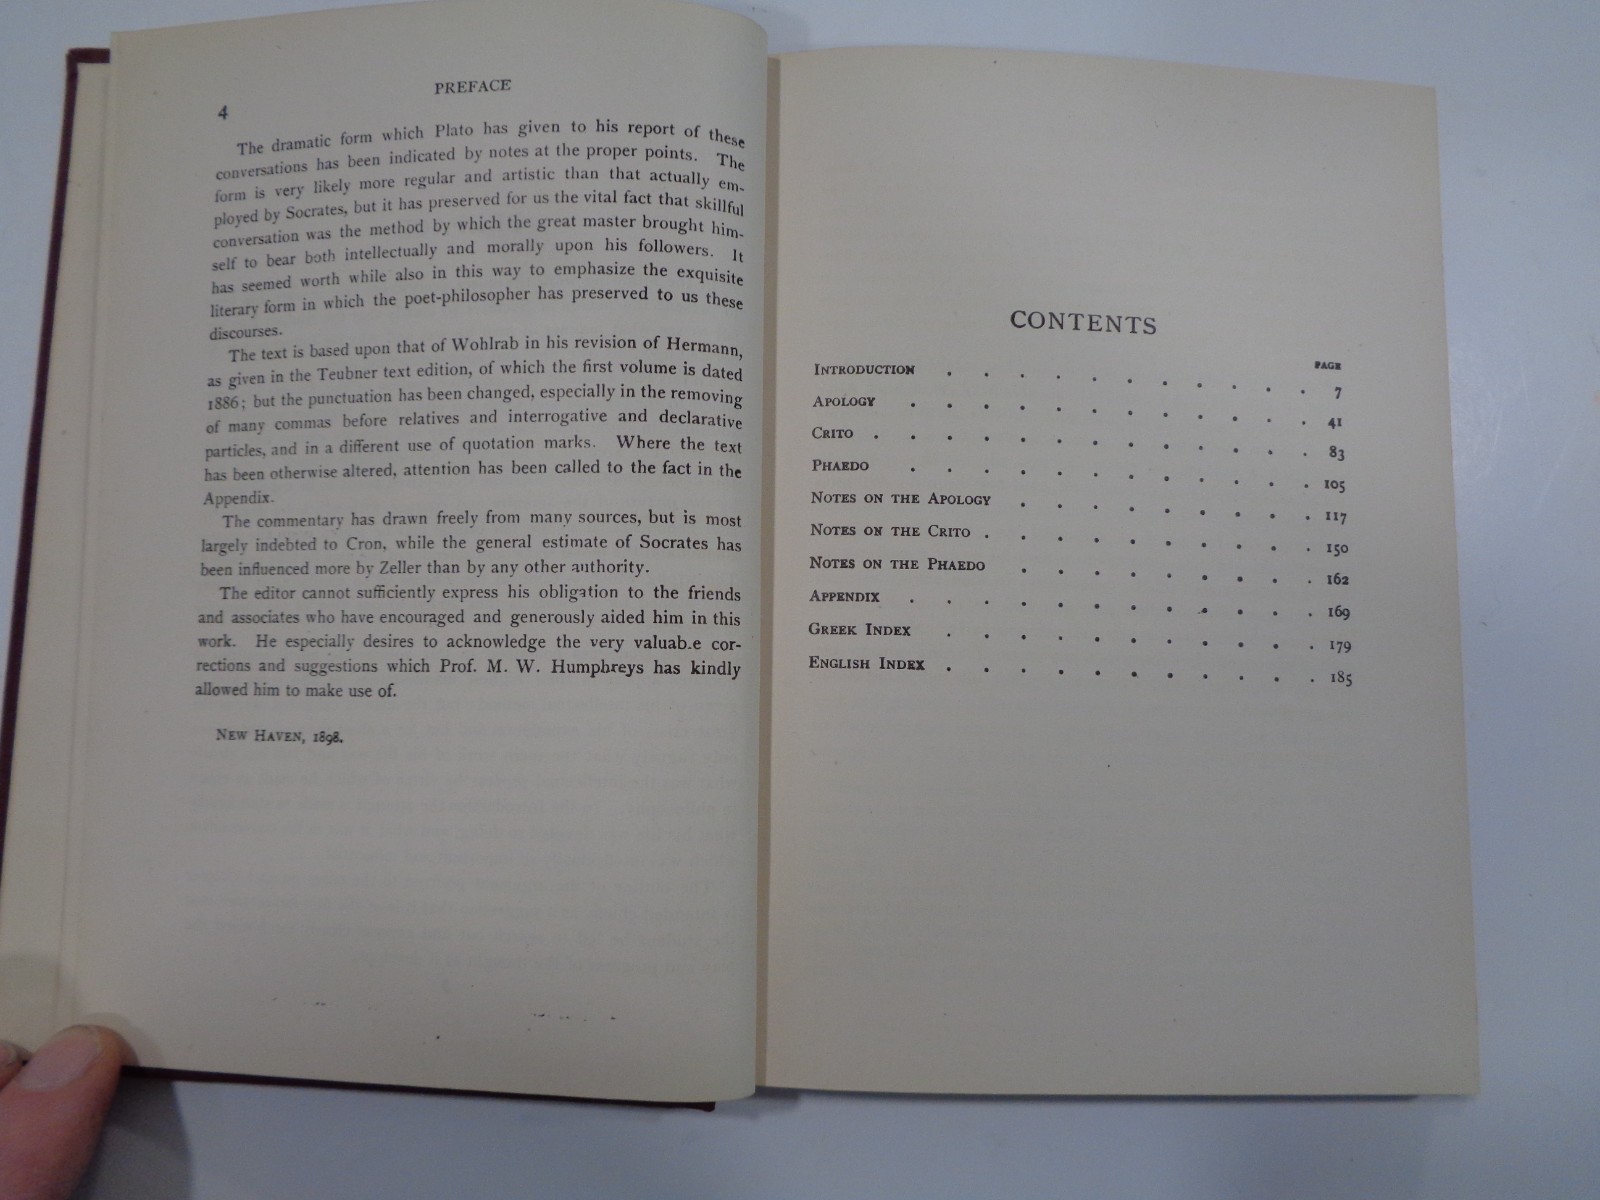 4
PREFACE
The dramatic form which Plato has given to his report of these
conversations has been indicated by notes at the proper points. The
form is very likely more regular and artistic than that actually em-
ployed by Socrates, but it has preserved for us the vital fact that skillful
conversation was the method by which the great master brought him-
self to bear both intellectually and morally upon his followers. It
has seemed worth while also in this way to emphasize the exquisite
literary form in which the poet-philosopher has preserved to us these
discourses.
The text is based upon that of Wohlrab in his revision of Hermann,
as given in the Teubner text edition, of which the first volume is dated
1886; but the punctuation has been changed, especially in the removing
of many commas before relatives and interrogative and declarative
particles, and in a different use of quotation marks. Where the text
has been otherwise altered, attention has been called to the fact in the
Appendix.
The commentary has drawn freely from many sources, but is most
largely indebted to Cron, while the general estimate of Socrates has
been influenced more by Zeller than by any other authority.
The editor cannot sufficiently express his obligation to the friends
and associates who have encouraged and generously aided him in this
work. He especially desires to acknowledge the very valuable cor-
rections and suggestions which Prof. M. W. Humphreys has kindly
allowed him to make use of.
NEW HAVEN, 1898.
CONTENTS
PAGE
INTRODUCTION . . . . . . . . . . . 7
APOLOGY . . . . . . . . . . . . 41
CRITO . . . . . . . . . . . . . 83
PHAEDO . . . . . . . . . . . . 105
NOTES ON THE APOLOGY . . . . . . . . . 117
NOTES ON THE CRITO . . . . . . . . . . 150
NOTES ON THE PHAEDO . . . . . . . . . 162
APPENDIX . . . . . . . . . . . . 169
GREEK INDEX . . . . . . . . . . . 179
ENGLISH INDEX . . . . . . . . . . . 185